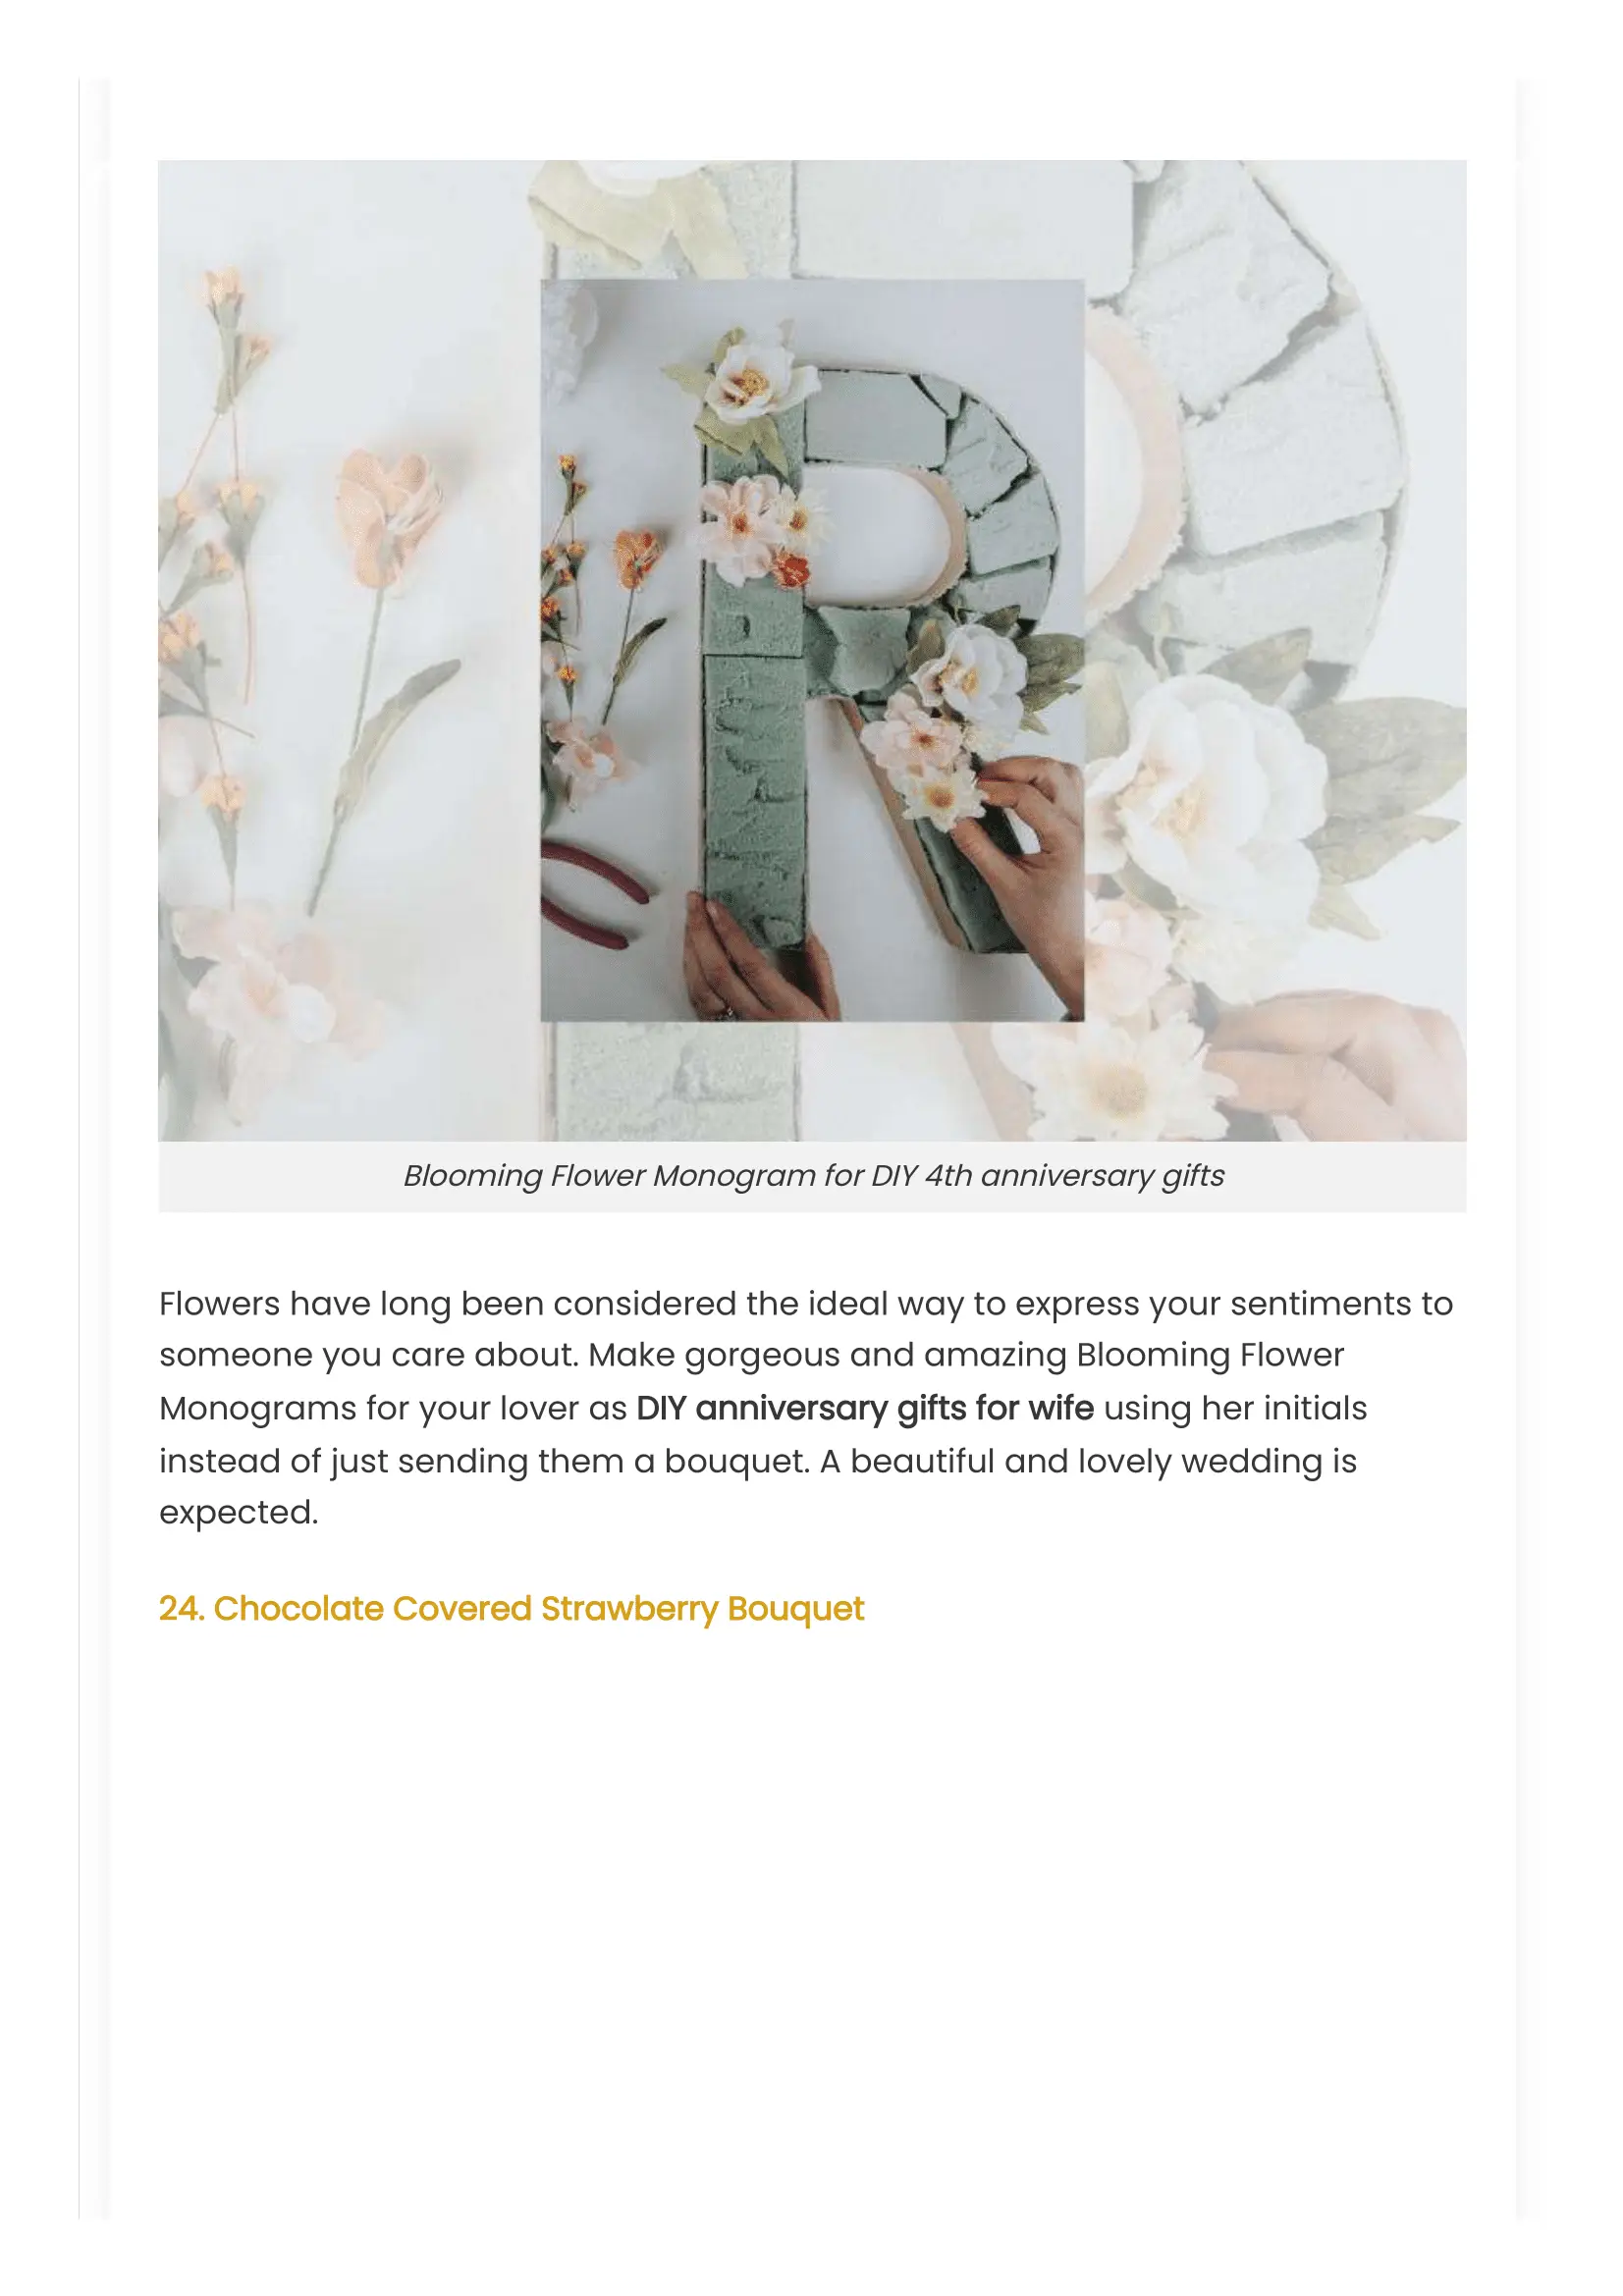 Blooming Flower Monogram for DIY 4th anniversary gifts
Flowers have long been considered the ideal way to express your sentiments to
someone you care about. Make gorgeous and amazing Blooming Flower
Monograms for your lover as DIY anniversary gifts for wife using her initials
instead of just sending them a bouquet. A beautiful and lovely wedding is
expected.
24. Chocolate Covered Strawberry Bouquet